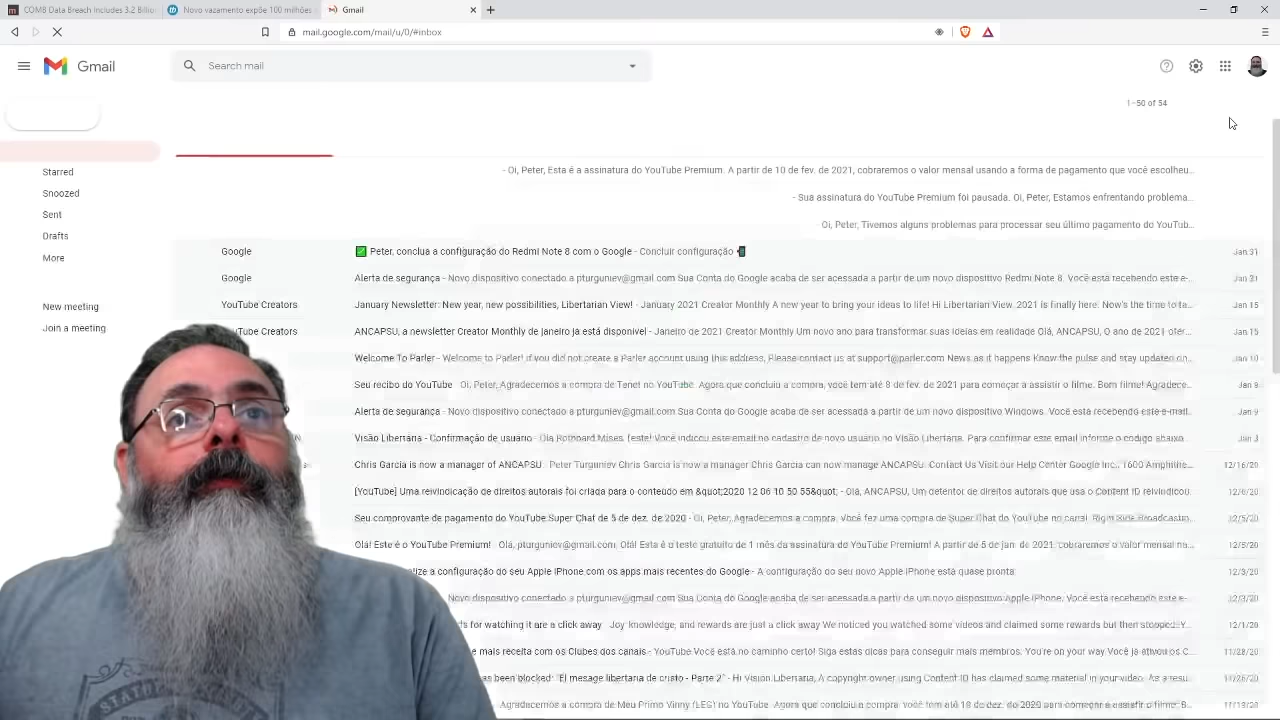 COMB Data Breach Includes 3.2 Billio
Novo vazamento expõe 100 milhões
Gmail
mail.google.com/mail/u/0/#inbox
Gmail
Search mail
1–50 of 54
Starred
Snoozed
Sent
Drafts
More
New meeting
Join a meeting
- Oi, Peter, Esta é a assinatura do YouTube Premium. A partir de 10 de fev. de 2021, cobraremos o valor mensal usando a forma de pagamento que você escolheu...
- Sua assinatura do YouTube Premium foi pausada. Oi, Peter, Estamos enfrentando problema...
Oi, Peter, Tivemos alguns problemas para processar seu último pagamento do YouTub...
Google ✅ Peter, conclua a configuração do Redmi Note 8 com o Google - Concluir configuração Jan 31
Google Alerta de segurança - Novo dispositivo conectado a pturguniev@gmail.com Sua Conta do Google acaba de ser acessada a partir de um novo dispositivo Redmi Note 8. Você está recebendo este e- Jan 21
YouTube Creators January Newsletter: New year, new possibilities, Libertarian View! - January 2021 Creator Monthly A new year to bring your ideas to life! Hi Libertarian View, 2021 is finally here. Now's the time to ta... Jan 15
YouTube Creators ANCAPSU, a newsletter Creator Monthly de janeiro já está disponível - Janeiro de 2021 Creator Monthly Um novo ano para transformar suas ideias em realidade Olá, ANCAPSU, O ano de 2021 ofer... Jan 15
Welcome To Parler - Welcome to Parler! If you did not create a Parler account using this address, Please contact us at support@parler.com News as it happens Know the pulse and stay updated on... Jan 10
Seu recibo do YouTube Oi, Peter, Agradecemos a compra de Tenet no YouTube. Agora que concluiu a compra, você tem até 8 de fev. de 2021 para começar a assistir o filme. Bom filme! Agradece... Jan 9
Alerta de segurança - Novo dispositivo conectado a pturguniev@gmail.com Sua Conta do Google acaba de ser acessada a partir de um novo dispositivo Windows. Você está recebendo este e-mail... Jan 9
Visão Libertária - Confirmação de usuário - Ola Rothbard Mises, Você indicou este email no cadastro de novo usuário no Visão Libertária. Para confirmar este email informe o código abaixo... Jan 3
Chris Garcia is now a manager of ANCAPSU Peter Turguniev Chris Garcia is now a manager Chris Garcia can now manage ANCAPSU. Contact Us Visit our Help Center Google Inc., 1600 Amphithe... 12/16/20
[YouTube] Uma reivindicação de direitos autorais foi criada para o conteúdo em &quot;2020 12 06 10 50 55&quot; - Olá, ANCAPSU, Um detentor de direitos autorais que usa o Content ID reivindicou... 12/6/20
Seu comprovante de pagamento do YouTube Super Chat de 5 de dez. de 2020 - Oi, Peter, Agradecemos a compra. Você fez uma compra de Super Chat do YouTube no canal Right Side Broadcastin... 12/5/20
Olá! Este é o YouTube Premium! - Olá, pturguniev@gmail.com, Olá! Esta é o teste gratuito de 1 mês da assinatura do YouTube Premium! A partir de 5 de jan. de 2021, cobraremos o valor mensal na... 12/5/20
lize a configuração do seu Apple iPhone com os apps mais recentes do Google - A configuração do seu novo Apple iPhone está quase pronta 12/3/20
Novo dispositivo conectado a pturguniev@gmail.com Sua Conta do Google acaba de ser acessada a partir de um novo dispositivo Apple iPhone. Você está recebendo este e- 12/3/20
for watching it are a click away Joy, knowledge, and rewards are just a click away We noticed you watched some videos and claimed some rewards but then stopped. Y... 12/1/20
e mais receita com os Clubes dos canais - YouTube Você está no caminho certo! Siga estas dicas para conseguir mais membros. You're on your way Você já ativou os C... 11/28/20
been blocked: "El mesage libertaria de cristo - Parte 2" - Hi Vision Libertaria, A copyright owner using Content ID has claimed some material in your video. As a resu... 11/26/20
Agradecemos a compra de Meu Primo Vinny (LEG) no YouTube. Agora que concluiu a compra, você tem até 13 de dez. de 2020 para começar a assistir o filme. B... 11/13/20